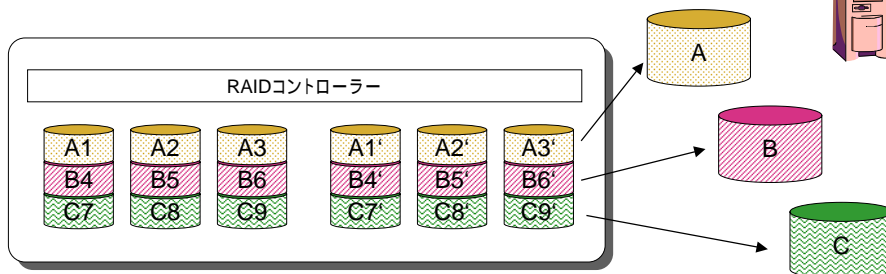 RAIDコントローラー
A1 A2 A3 A1‘ A2‘ A3‘
B4 B5 B6 B4‘ B5‘ B6‘
C7 C8 C9 C7‘ C8‘ C9‘
A
B
C